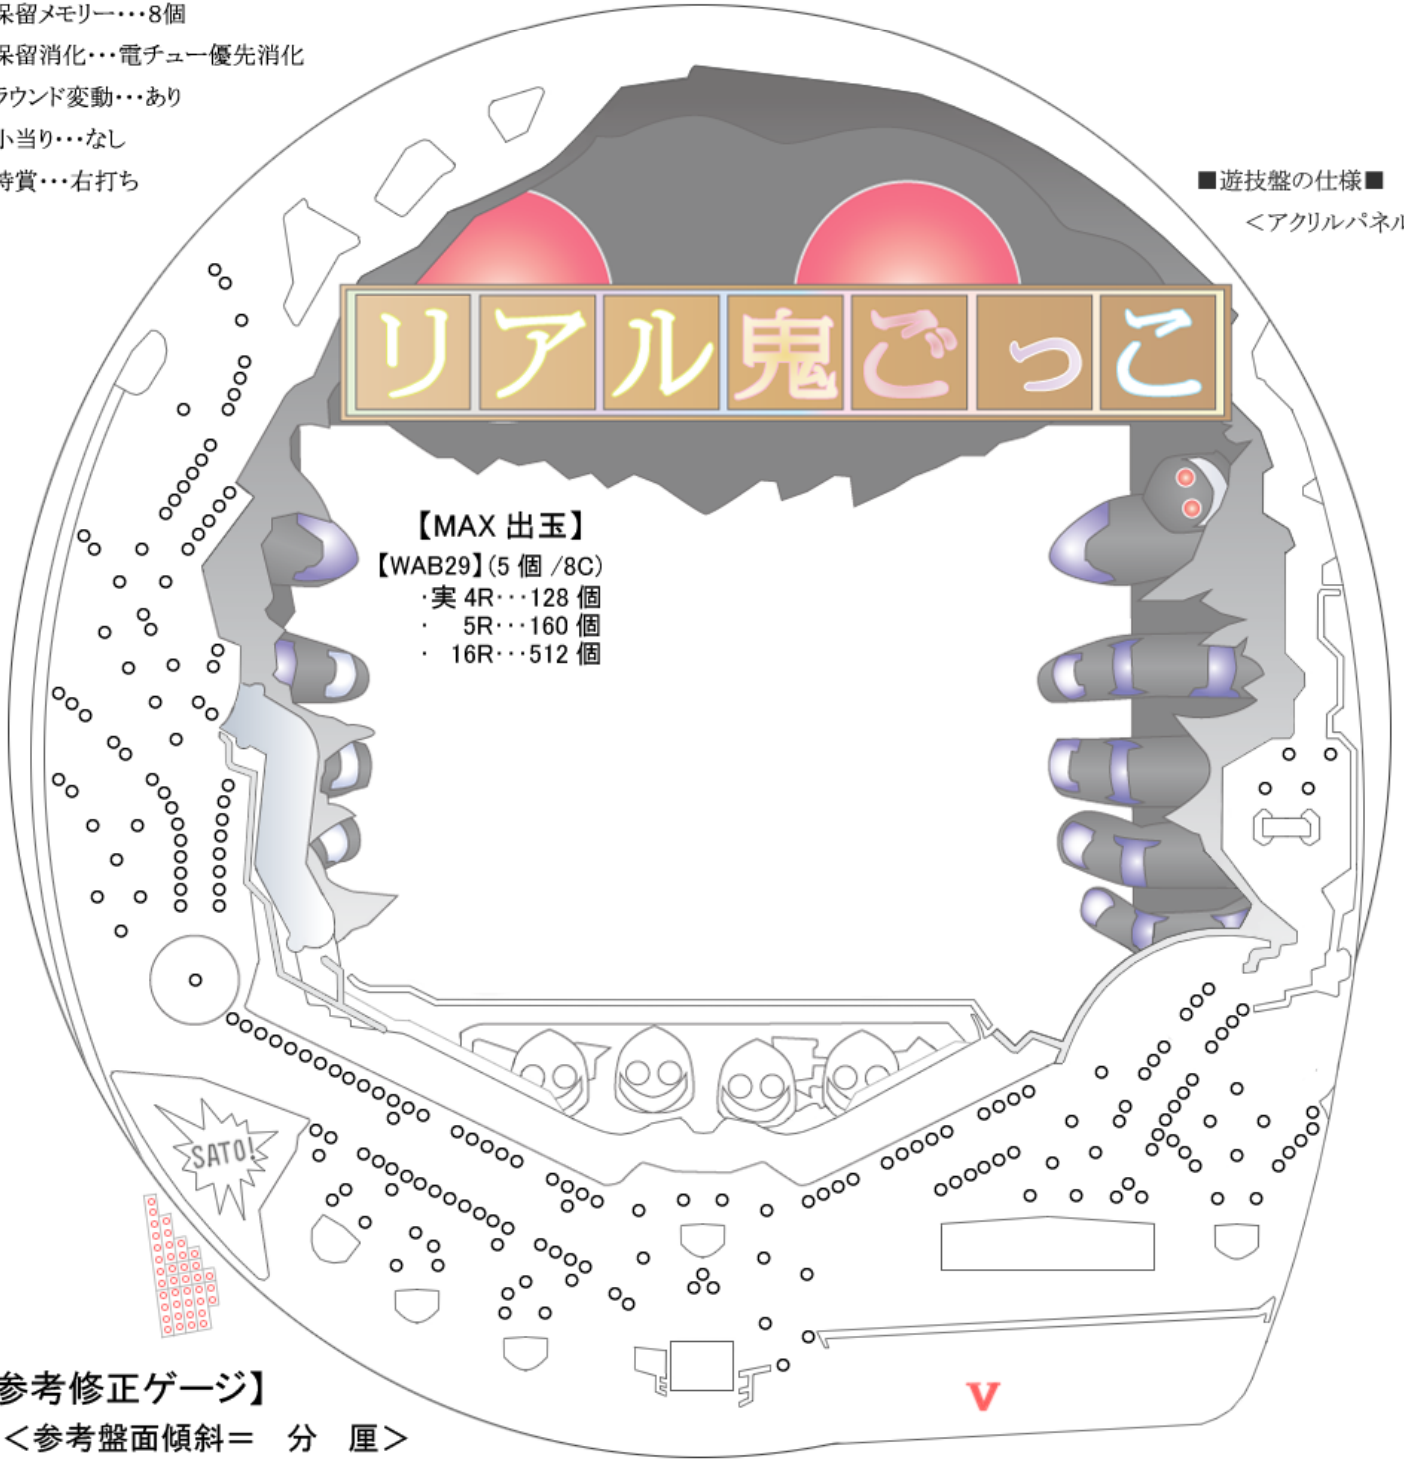 保留メモリー･･･8個
保留消化･･･電チュー優先消化
ラウンド変動･･･あり
小当り･･･なし
特賞･･･右打ち
■遊技盤の仕様■
＜アクリルパネル
リアル鬼ごっこ
【MAX 出玉】
【WAB29】(5 個 /8C)
･実 4R･･･128 個
･ 5R･･･160 個
･ 16R･･･512 個
SATO!
参考修正ゲージ】
＜参考盤面傾斜＝ 分 厘＞
V